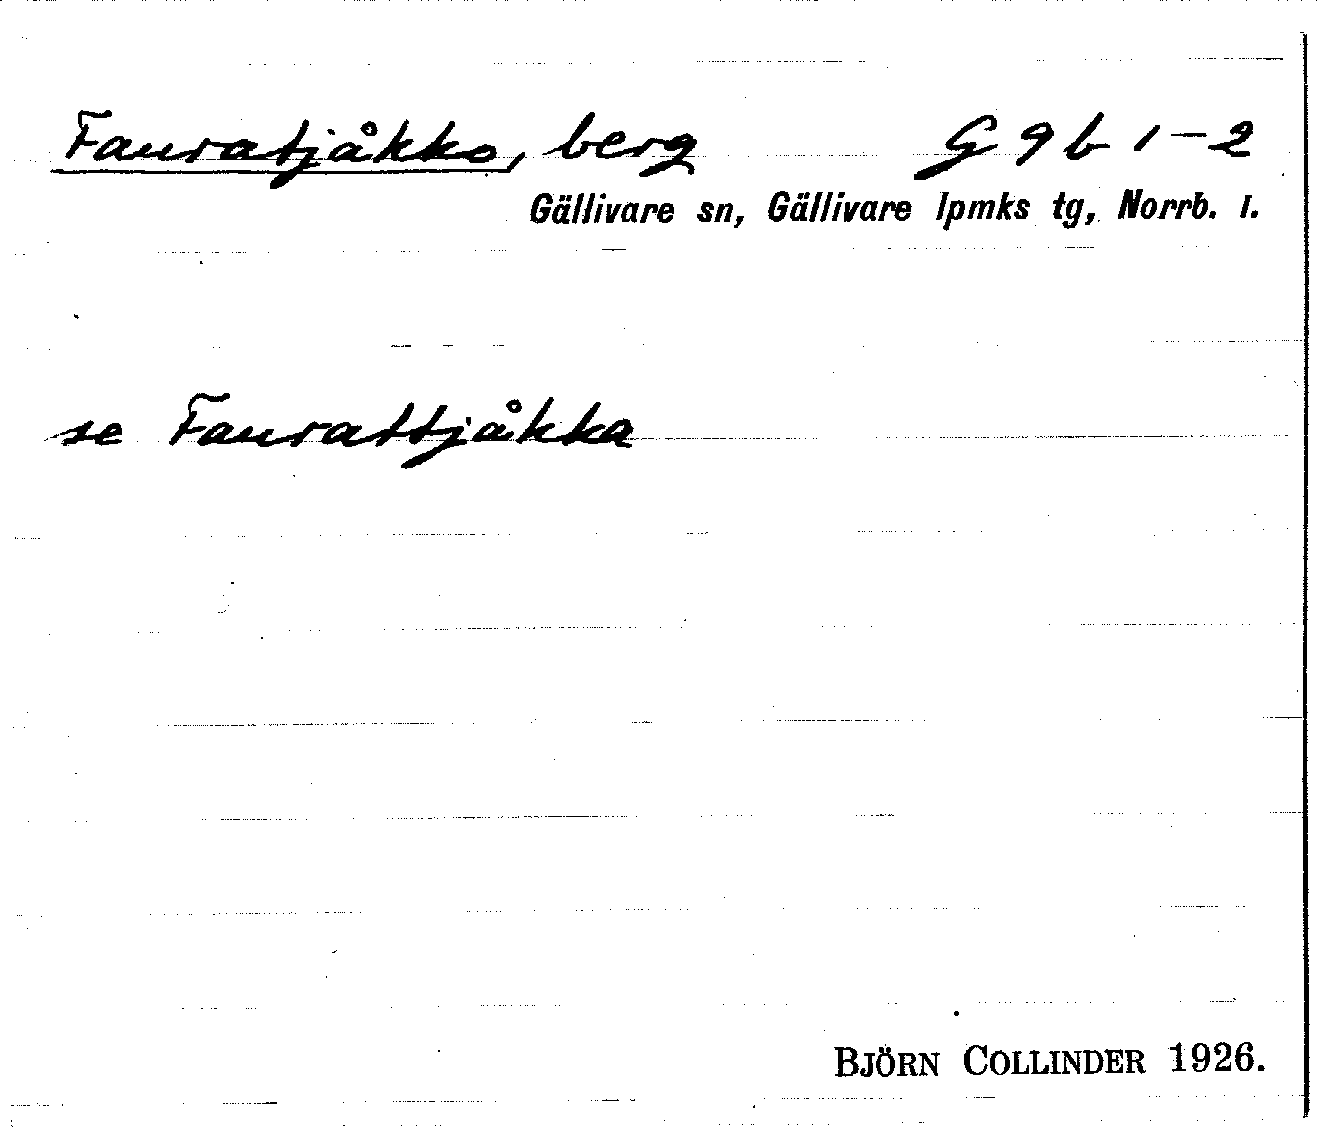 Fauratjåkko, berg G 9 b 1-2
Gällivare sn, Gällivare lpmks tg, Norrb. l.
se Faurattjåkka
BJÖRN COLLINDER 1926.